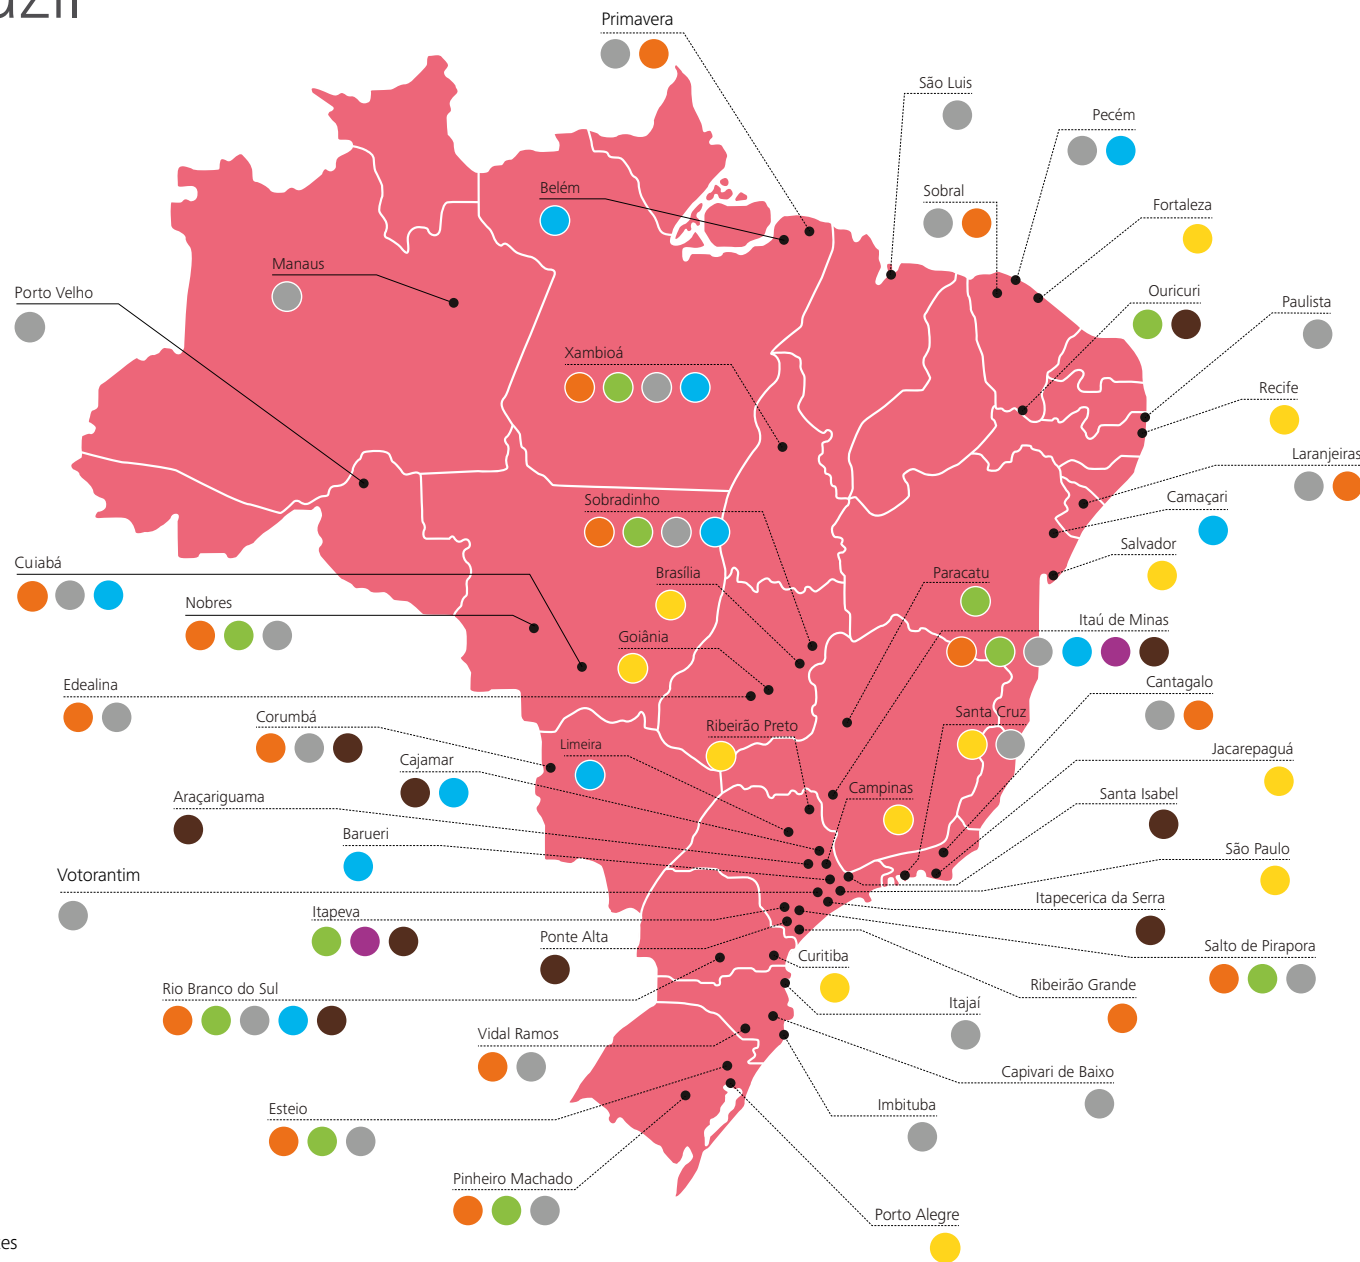 Primavera
São Luis
Pecém
Belém
Sobral
Fortaleza
Manaus
Porto Velho
Ouricuri
Paulista
Xambioá
Recife
Laranjeiras
Sobradinho
Camaçari
Salvador
Cuiabá
Brasília
Paracatu
Nobres
Goiânia
Itaú de Minas
Edealina
Cantagalo
Corumbá
Ribeirão Preto
Santa Cruz
Limeira
Jacarepaguá
Cajamar
Campinas
Santa Isabel
Araçariguama
Barueri
São Paulo
Votorantim
Itapecerica da Serra
Itapeva
Ponte Alta
Salto de Pirapora
Curitiba
Rio Branco do Sul
Ribeirão Grande
Itajaí
Vidal Ramos
Capivari de Baixo
Imbituba
Esteio
Pinheiro Machado
Porto Alegre